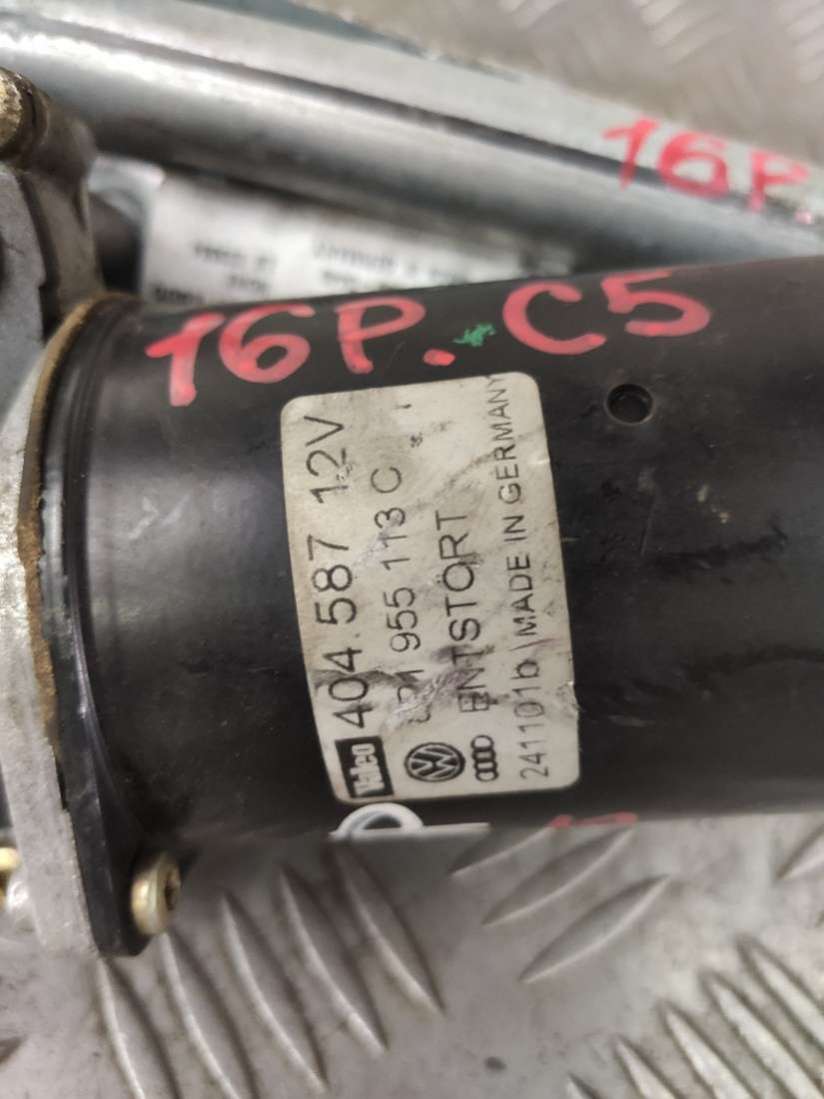 16P.
16P. C5
Valeo 404.587 12V
955 113 C
ENTSTÖRT
241101b MADE IN GERMANY